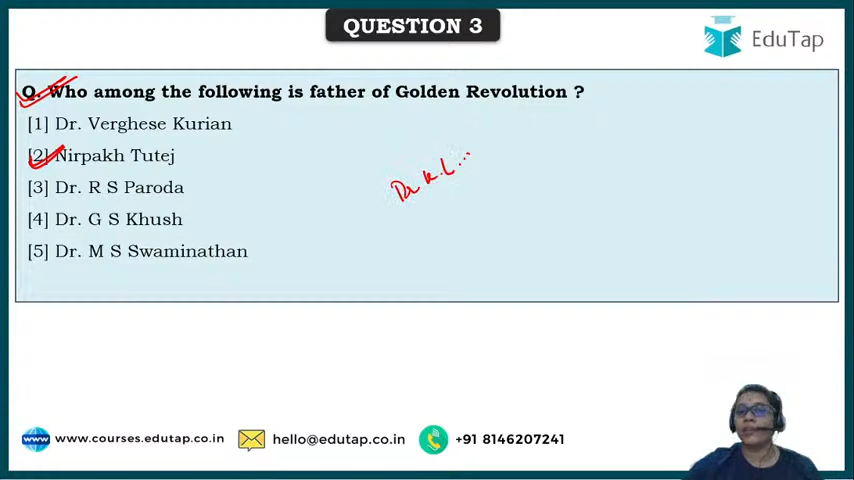 QUESTION 3
EduTap
Q. Who among the following is father of Golden Revolution ?
[1] Dr. Verghese Kurian
[2] Nirpakh Tutej
Dr K.L ...
[3] Dr. R S Paroda
[4] Dr. G S Khush
[5] Dr. M S Swaminathan
www.courses.edutap.co.in hello@edutap.co.in +91 8146207241